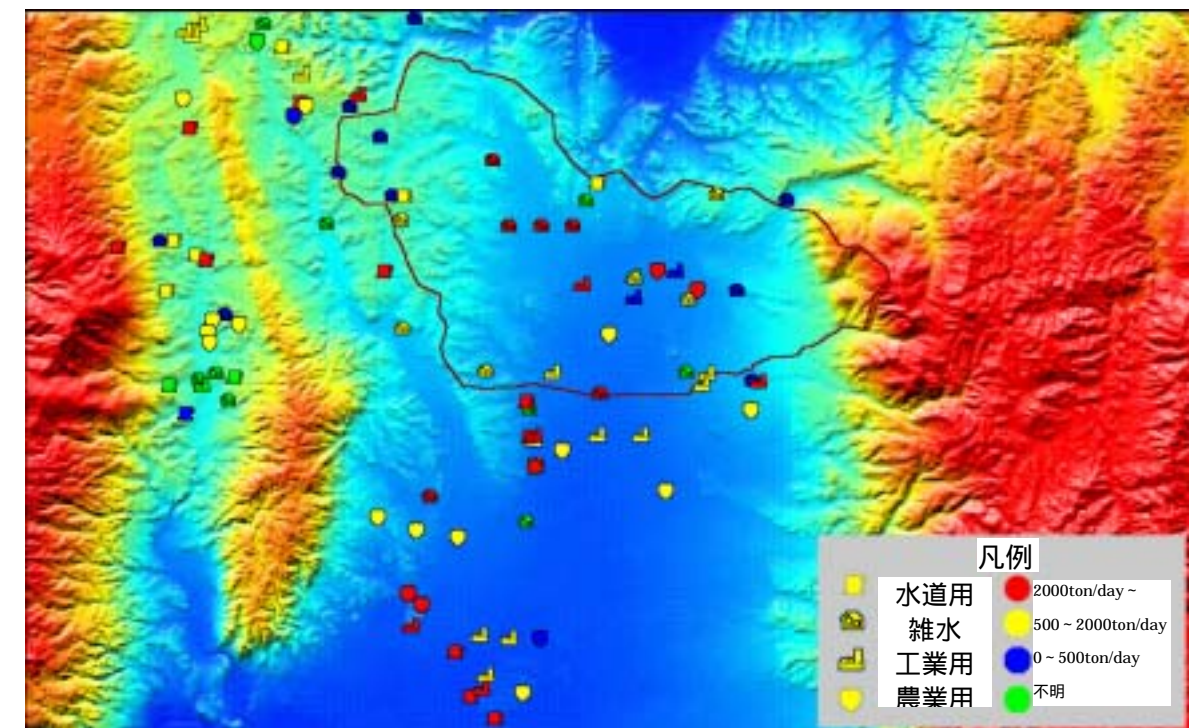 凡例
水道用
雑水
工業用
農業用
2000ton/day ~
500 ~ 2000ton/day
0 ~ 500ton/day
不明